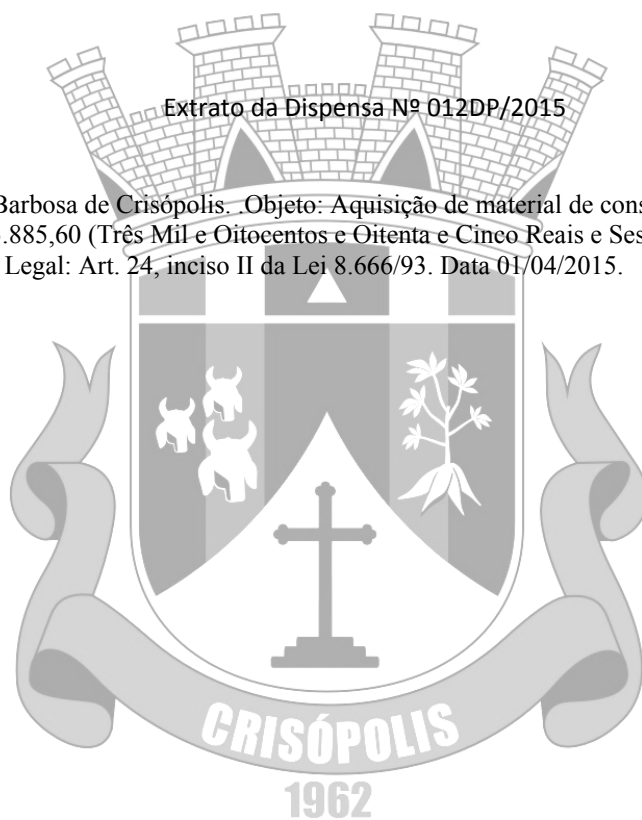 Extrato da Dispensa Nº 012DP/2015
Barbosa de Crisópolis. .Objeto: Aquisição de material de
.885,60 (Três Mil e Oitocentos e Oitenta e Cinco Reais e
Legal: Art. 24, inciso II da Lei 8.666/93. Data 01/04/2015.
CRISÓPOLIS
1962